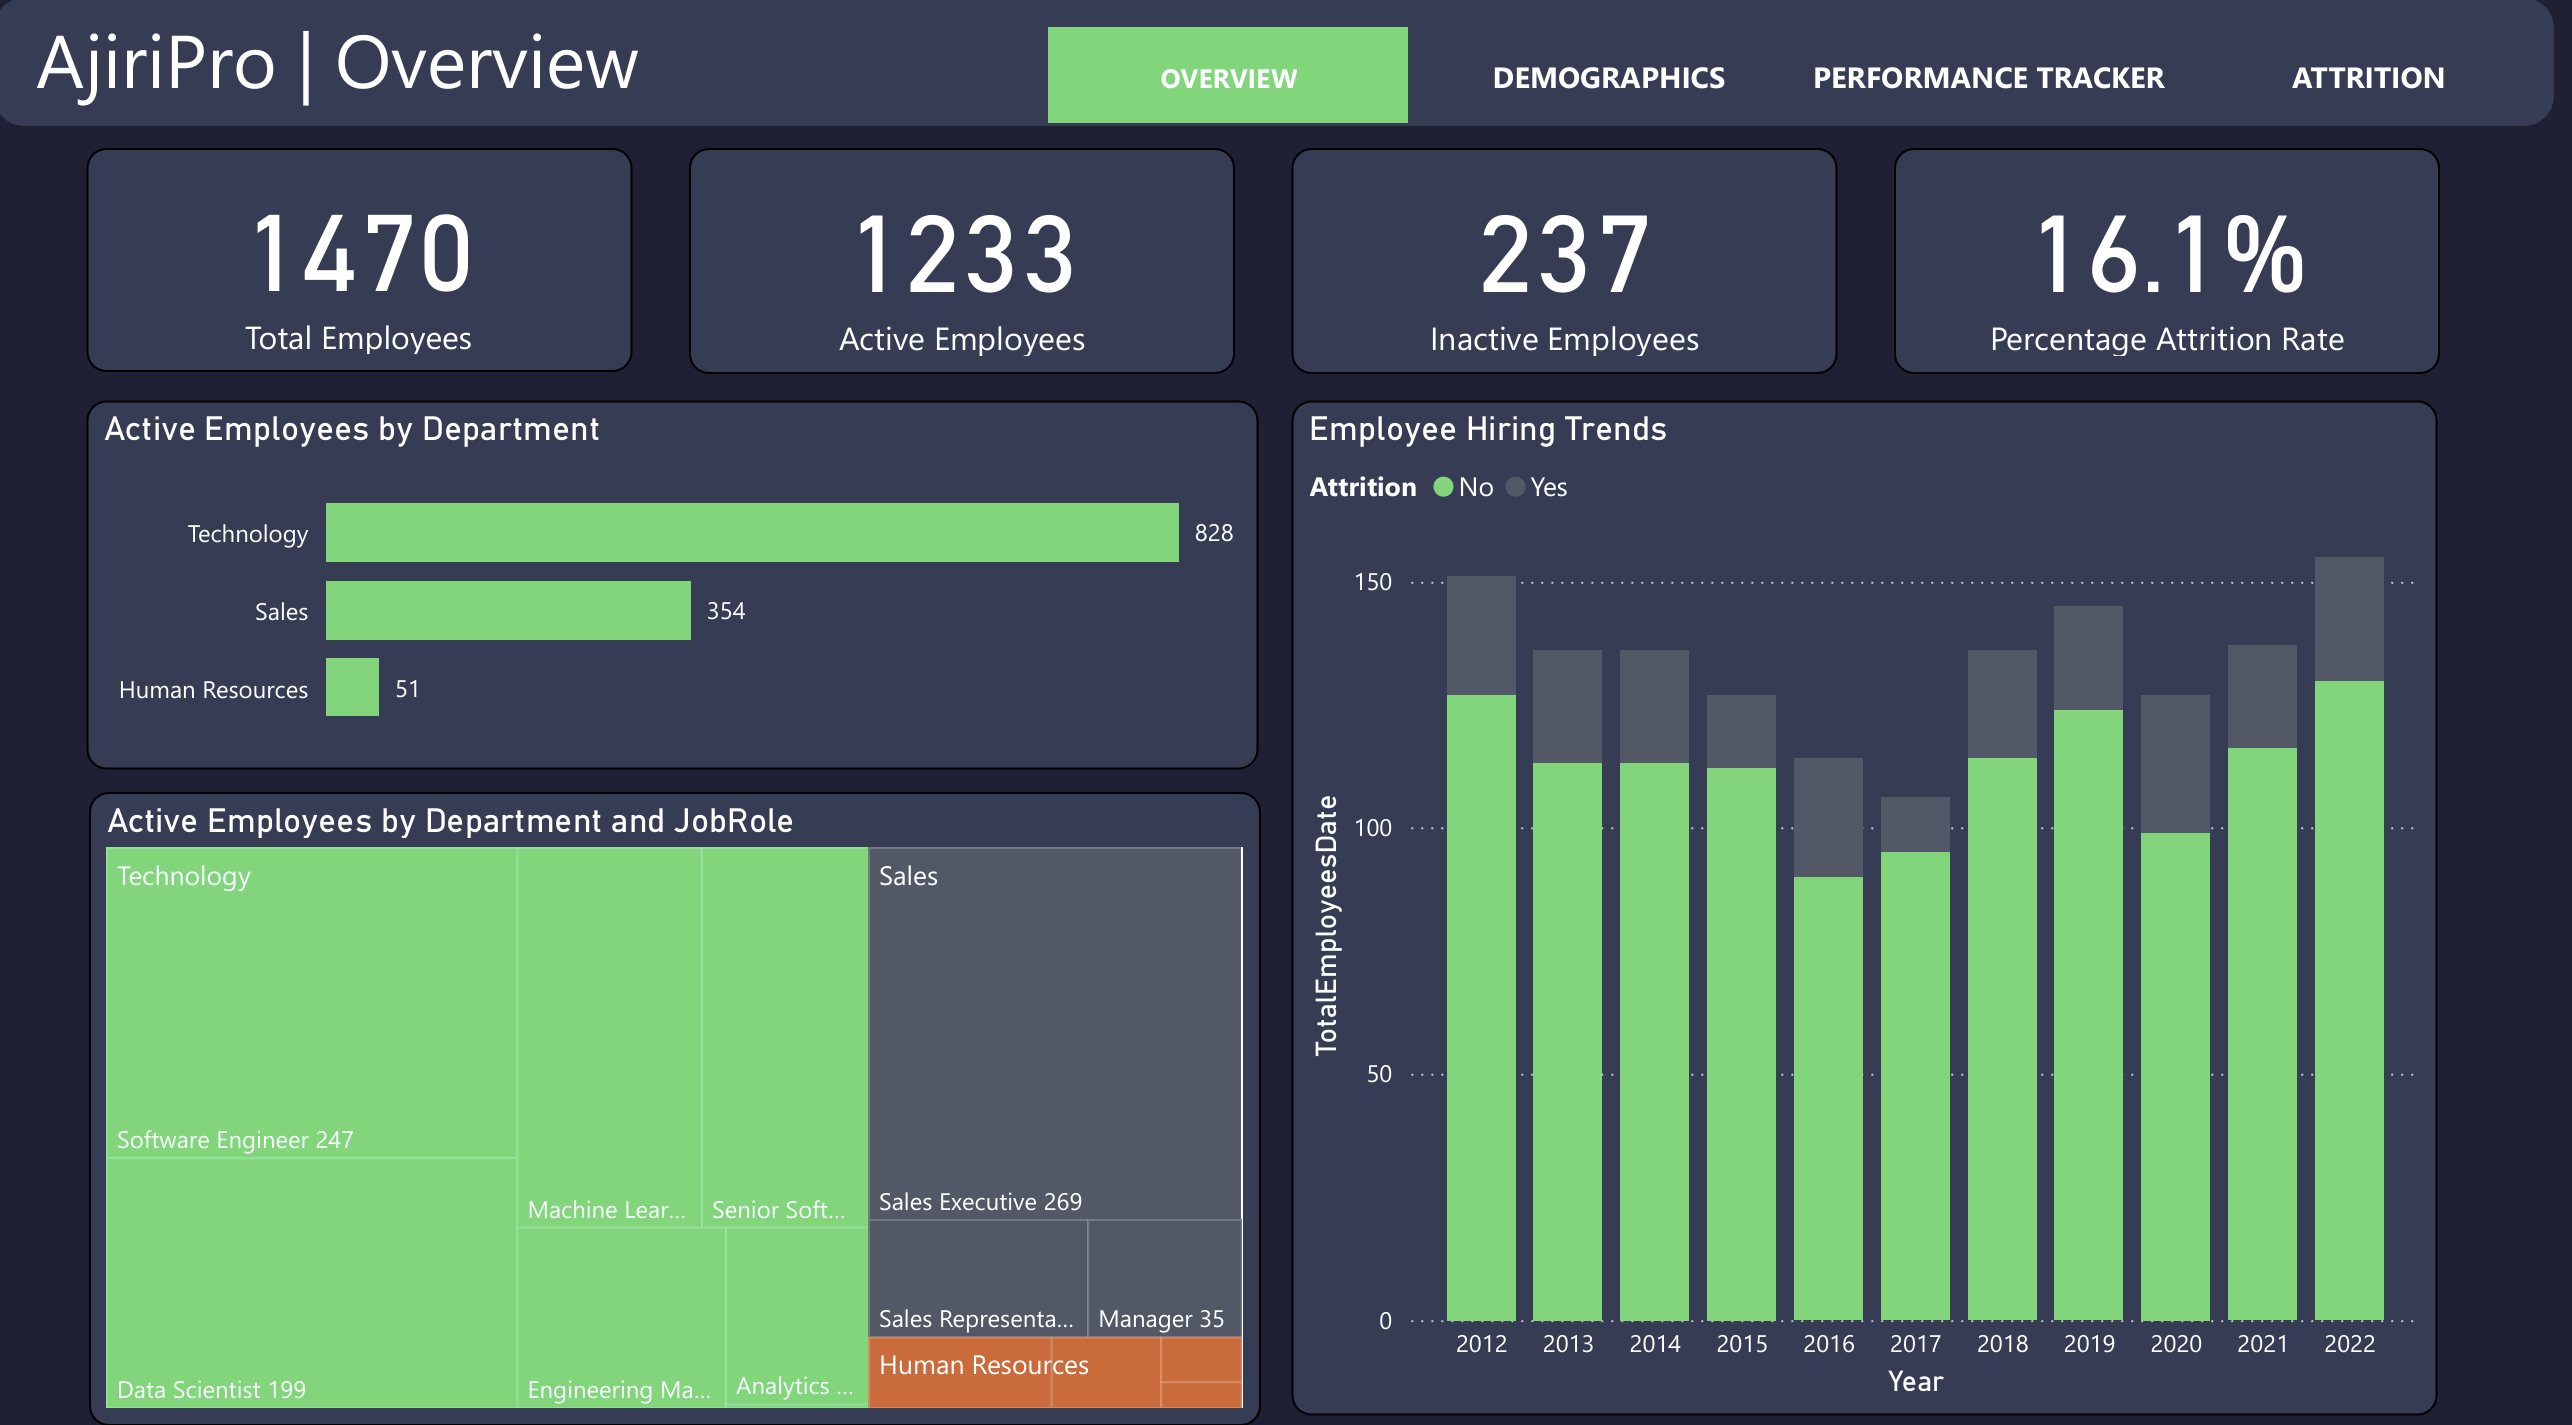 AjiriPro | Overview
OVERVIEW
DEMOGRAPHICS
PERFORMANCE TRACKER
ATTRITION
1470
Total Employees
1233
Active Employees
237
Inactive Employees
16.1%
Percentage Attrition Rate
Active Employees by Department
Technology 828
Sales 354
Human Resources 51
Active Employees by Department and JobRole
Technology
Software Engineer 247
Data Scientist 199
Machine Lear...
Senior Soft...
Engineering Ma...
Analytics ...
Sales
Sales Executive 269
Sales Representa...
Manager 35
Human Resources
Employee Hiring Trends
Attrition No Yes
TotalEmployeesDate
150
100
50
0
2012 2013 2014 2015 2016 2017 2018 2019 2020 2021 2022
Year